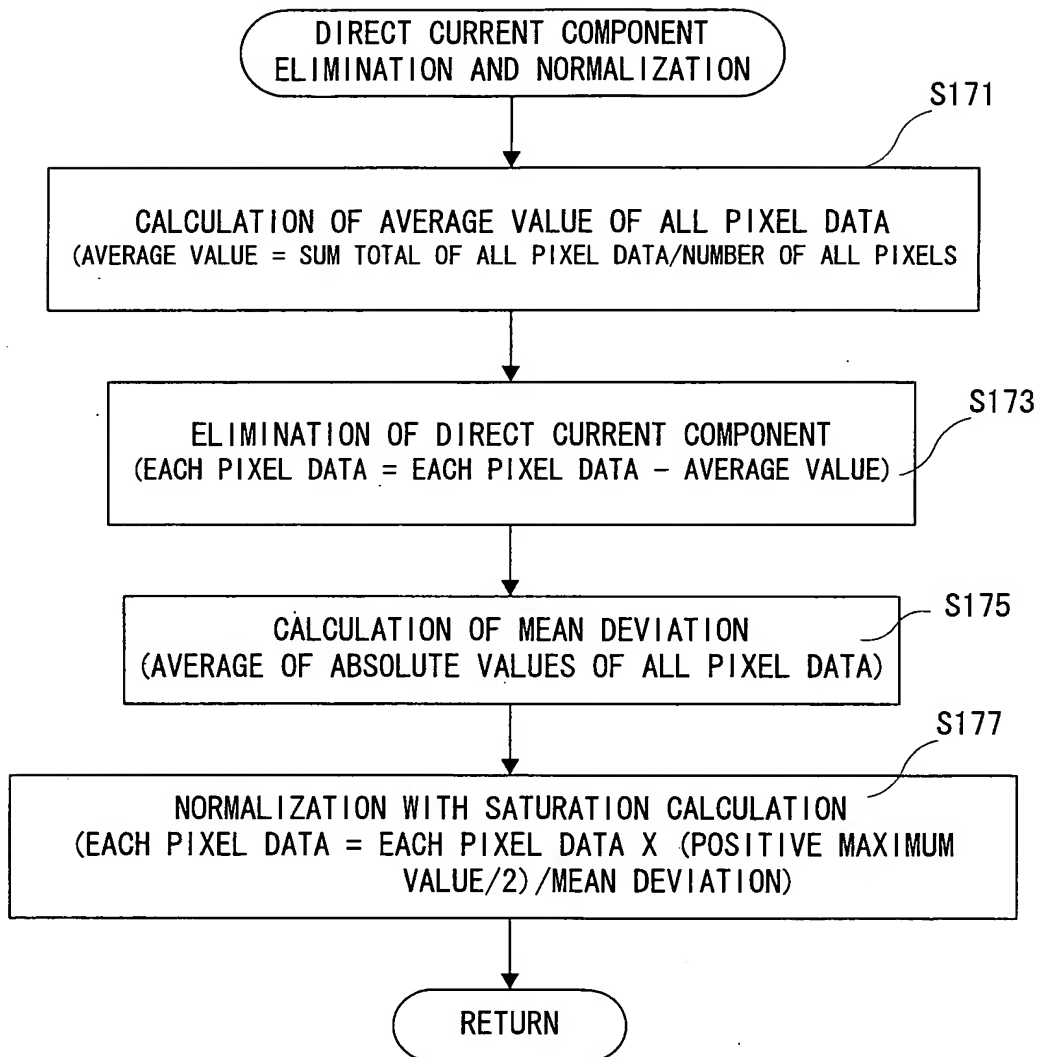 DIRECT CURRENT COMPONENT
ELIMINATION AND NORMALIZATION
S171
CALCULATION OF AVERAGE VALUE OF ALL PIXEL DATA
(AVERAGE VALUE = SUM TOTAL OF ALL PIXEL DATA/NUMBER OF ALL PIXELS
S173
ELIMINATION OF DIRECT CURRENT COMPONENT
(EACH PIXEL DATA = EACH PIXEL DATA - AVERAGE VALUE)
S175
CALCULATION OF MEAN DEVIATION
(AVERAGE OF ABSOLUTE VALUES OF ALL PIXEL DATA)
S177
NORMALIZATION WITH SATURATION CALCULATION
(EACH PIXEL DATA = EACH PIXEL DATA X (POSITIVE MAXIMUM
VALUE/2)/MEAN DEVIATION)
RETURN